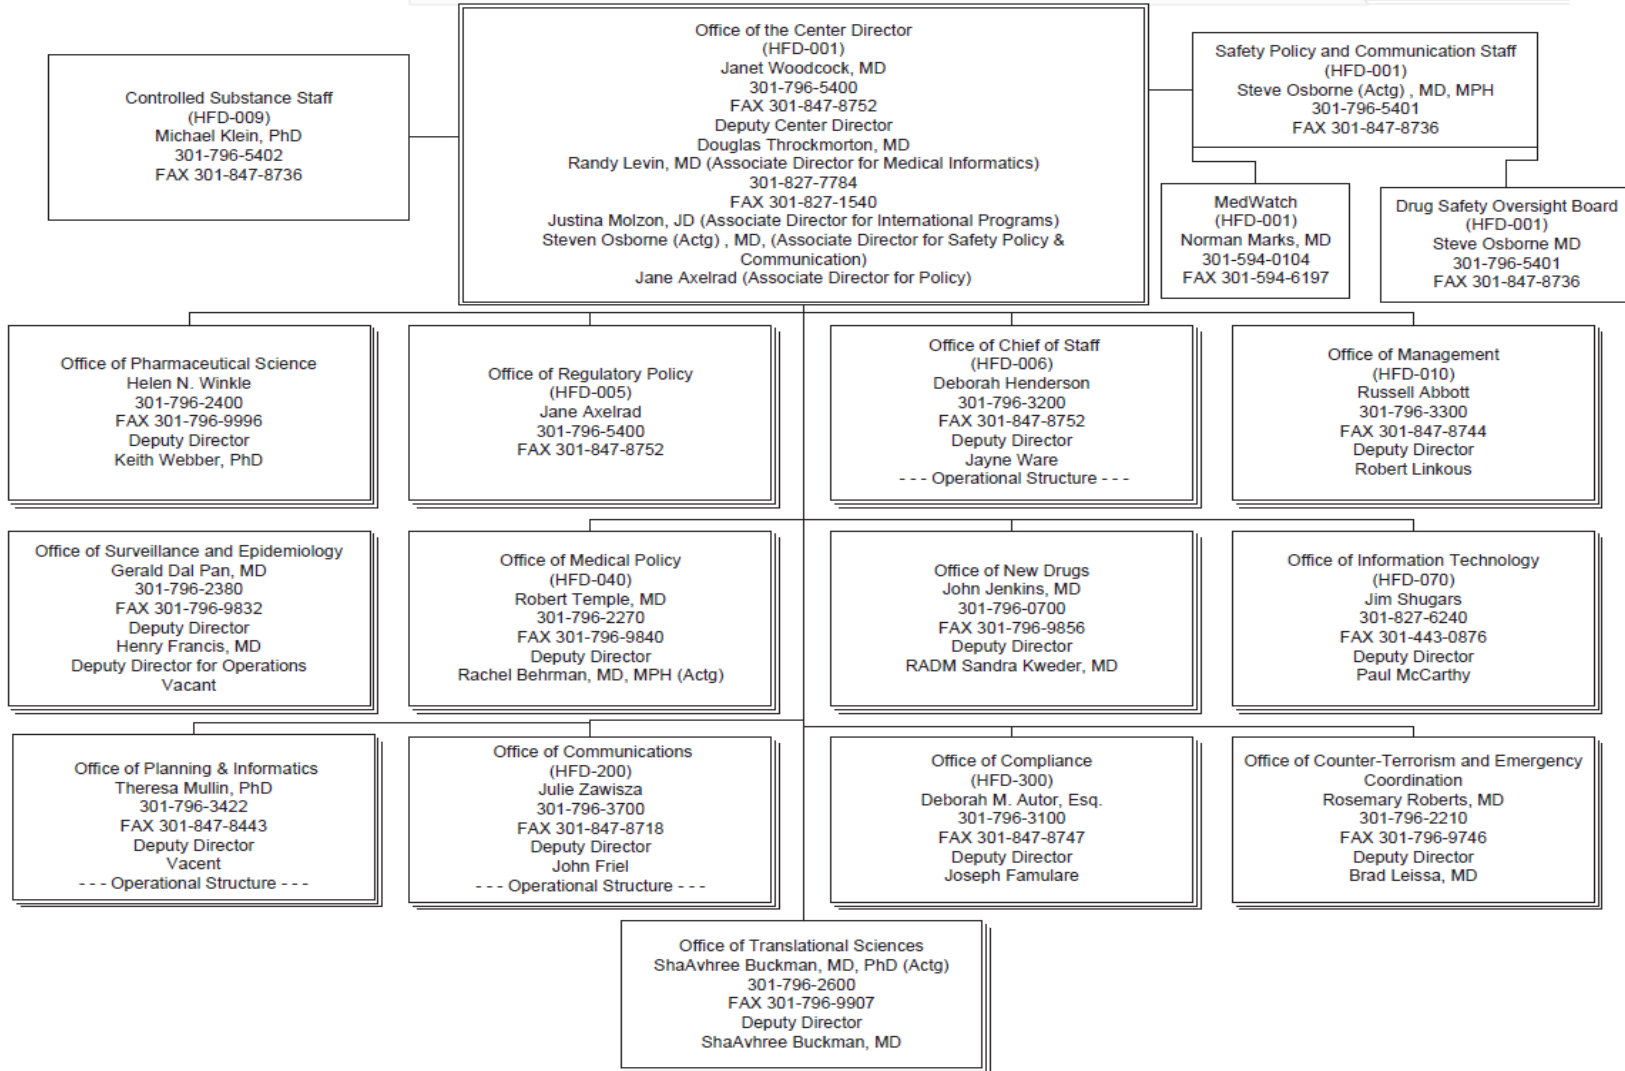 Office of the Center Director
(HFD-001)
Janet Woodcock, MD
301-796-5400
FAX 301-847-8752
Deputy Center Director
Douglas Throckmorton, MD
Randy Levin, MD (Associate Director for Medical Informatics)
301-827-7784
FAX 301-827-1540
Justina Molzon, JD (Associate Director for International Programs)
Steven Osborne (Actg) , MD, (Associate Director for Safety Policy &
Communication)
Jane Axelrad (Associate Director for Policy)
Controlled Substance Staff
(HFD-009)
Michael Klein, PhD
301-796-5402
FAX 301-847-8736
Safety Policy and Communication Staff
(HFD-001)
Steve Osborne (Actg) , MD, MPH
301-796-5401
FAX 301-847-8736
MedWatch
(HFD-001)
Norman Marks, MD
301-594-0104
FAX 301-594-6197
Drug Safety Oversight Board
(HFD-001)
Steve Osborne MD
301-796-5401
FAX 301-847-8736
Office of Pharmaceutical Science
Helen N. Winkle
301-796-2400
FAX 301-796-9996
Deputy Director
Keith Webber, PhD
Office of Regulatory Policy
(HFD-005)
Jane Axelrad
301-796-5400
FAX 301-847-8752
Office of Chief of Staff
(HFD-006)
Deborah Henderson
301-796-3200
FAX 301-847-8752
Deputy Director
Jayne Ware
- - - Operational Structure - - -
Office of Management
(HFD-010)
Russell Abbott
301-796-3300
FAX 301-847-8744
Deputy Director
Robert Linkous
Office of Surveillance and Epidemiology
Gerald Dal Pan, MD
301-796-2380
FAX 301-796-9832
Deputy Director
Henry Francis, MD
Deputy Director for Operations
Vacant
Office of Medical Policy
(HFD-040)
Robert Temple, MD
301-796-2270
FAX 301-796-9840
Deputy Director
Rachel Behrman, MD, MPH (Actg)
Office of New Drugs
John Jenkins, MD
301-796-0700
FAX 301-796-9856
Deputy Director
RADM Sandra Kweder, MD
Office of Information Technology
(HFD-070)
Jim Shugars
301-827-6240
FAX 301-443-0876
Deputy Director
Paul McCarthy
Office of Planning & Informatics
Theresa Mullin, PhD
301-796-3422
FAX 301-847-8443
Deputy Director
Vacent
- - - Operational Structure - - -
Office of Communications
(HFD-200)
Julie Zawisza
301-796-3700
FAX 301-847-8718
Deputy Director
John Friel
- - - Operational Structure - - -
Office of Compliance
(HFD-300)
Deborah M. Autor, Esq.
301-796-3100
FAX 301-847-8747
Deputy Director
Joseph Famulare
Office of Counter-Terrorism and Emergency
Coordination
Rosemary Roberts, MD
301-796-2210
FAX 301-796-9746
Deputy Director
Brad Leissa, MD
Office of Translational Sciences
ShaAvhree Buckman, MD, PhD (Actg)
301-796-2600
FAX 301-796-9907
Deputy Director
ShaAvhree Buckman, MD